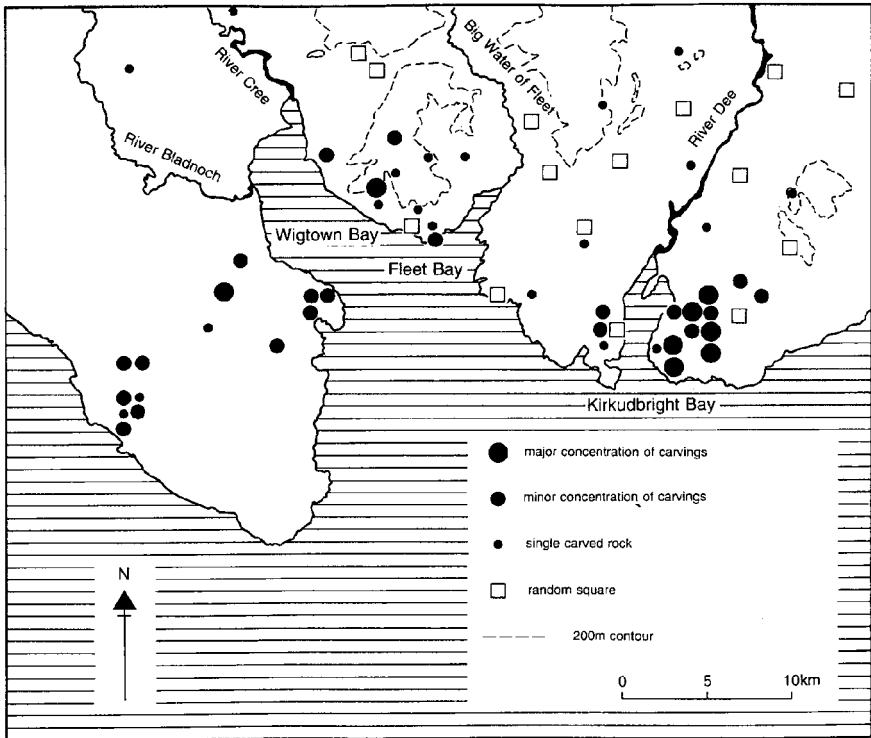 River Cree
Big Water of Fleet
River Dee
River Bladnoch
Wigtown Bay
Fleet Bay
Kirkudbright Bay
major concentration of carvings
minor concentration of carvings
single carved rock
random square
200m contour
N
0 5 10km